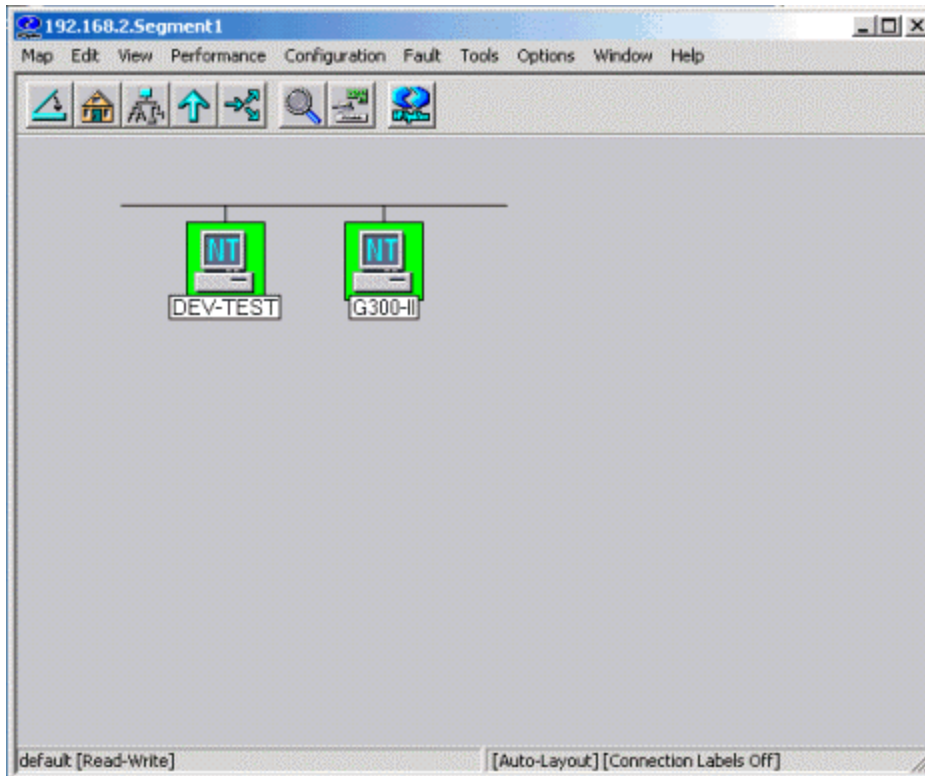 192.168.2.Segment1
Map Edit View Performance Configuration Fault Tools Options Window Help
NT NT
DEV-TEST G300-II
default [Read-Write] [Auto-Layout] [Connection Labels Off]